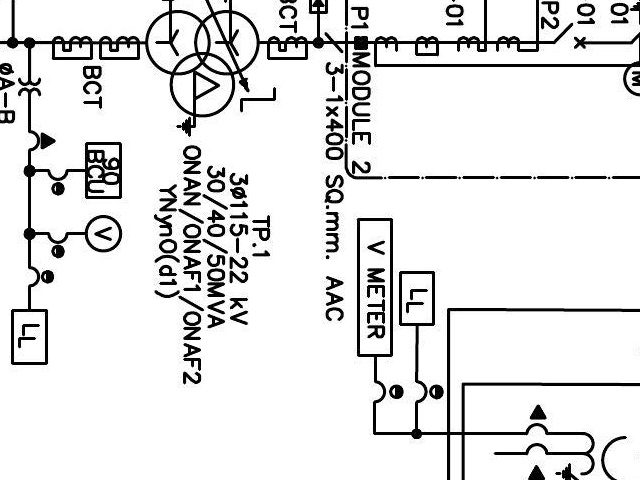 TP.1
3Ø115-22 kV
30/40/50MVA
ONAN/ONAF1/ONAF2
YNyn0(d1)
P1
MODULE 2
3-1x400 SQ.mm. AAC
BCT
BCT
ØA-B
90
BCU
V
LL
V METER
LL
P2
01
01
-01
M